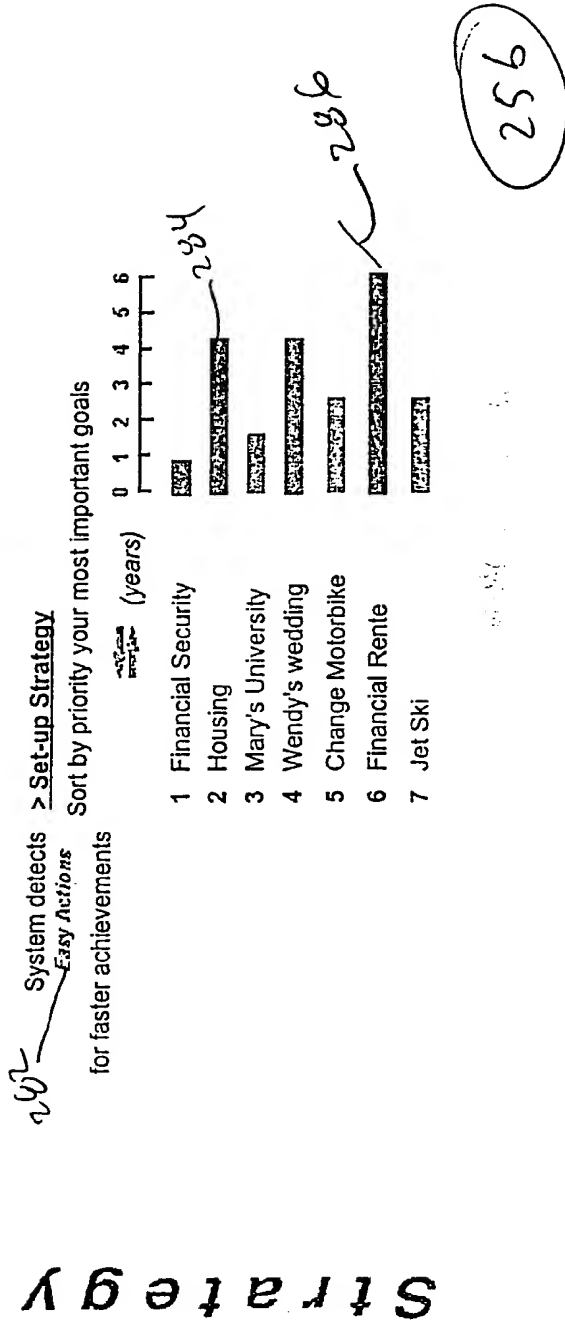 Strategy
282
System detects
Easy Actions
for faster achievements
> Set-up Strategy
Sort by priority your most important goals
(years)
0 1 2 3 4 5 6
1 Financial Security
2 Housing
3 Mary's University
4 Wendy's wedding
5 Change Motorbike
6 Financial Rente
7 Jet Ski
284
286
256